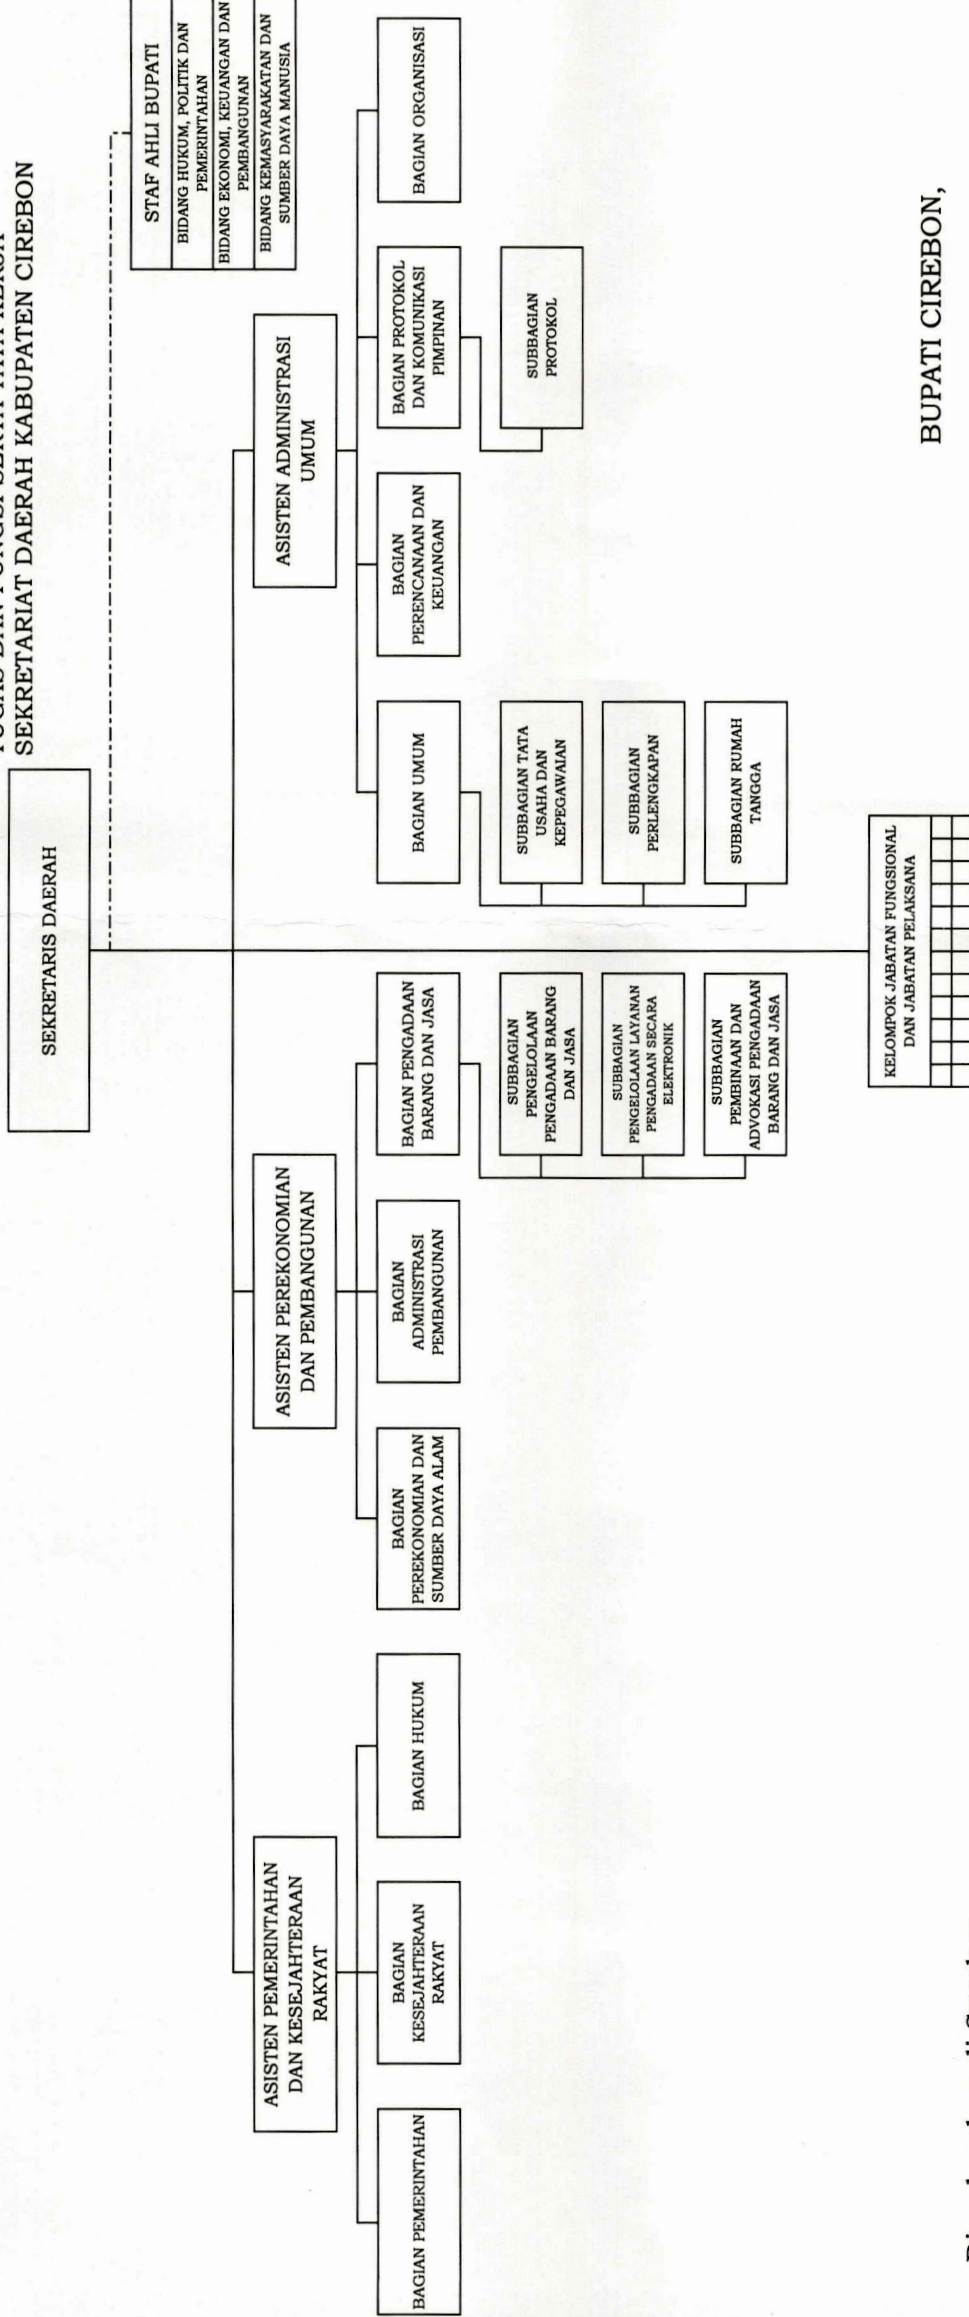 SEKRETARIAT DAERAH KABUPATEN CIREBON
SEKRETARIS DAERAH
STAF AHLI BUPATI
BIDANG HUKUM, POLITIK DAN
PEMERINTAHAN
BIDANG EKONOMI, KEUANGAN DAN
PEMBANGUNAN
BIDANG KEMASYARAKATAN DAN
SUMBER DAYA MANUSIA
ASISTEN PEMERINTAHAN
DAN KESEJAHTERAAN
RAKYAT
ASISTEN PEREKONOMIAN
DAN PEMBANGUNAN
ASISTEN ADMINISTRASI
UMUM
BAGIAN PEMERINTAHAN
BAGIAN
KESEJAHTERAAN
RAKYAT
BAGIAN HUKUM
BAGIAN
PEREKONOMIAN DAN
SUMBER DAYA ALAM
BAGIAN
ADMINISTRASI
PEMBANGUNAN
BAGIAN PENGADAAN
BARANG DAN JASA
BAGIAN UMUM
BAGIAN
PERENCANAAN DAN
KEUANGAN
BAGIAN PROTOKOL
DAN KOMUNIKASI
PIMPINAN
BAGIAN ORGANISASI
SUBBAGIAN
PENGELOLAAN
PENGADAAN BARANG
DAN JASA
SUBBAGIAN
PENGELOLAAN LAYANAN
PENGADAAN SECARA
ELEKTRONIK
SUBBAGIAN
PEMBINAAN DAN
ADVOKASI PENGADAAN
BARANG DAN JASA
SUBBAGIAN TATA
USAHA DAN
KEPEGAWAIAN
SUBBAGIAN
PERLENGKAPAN
SUBBAGIAN RUMAH
TANGGA
SUBBAGIAN
PROTOKOL
KELOMPOK JABATAN FUNGSIONAL
DAN JABATAN PELAKSANA
BUPATI CIREBON,